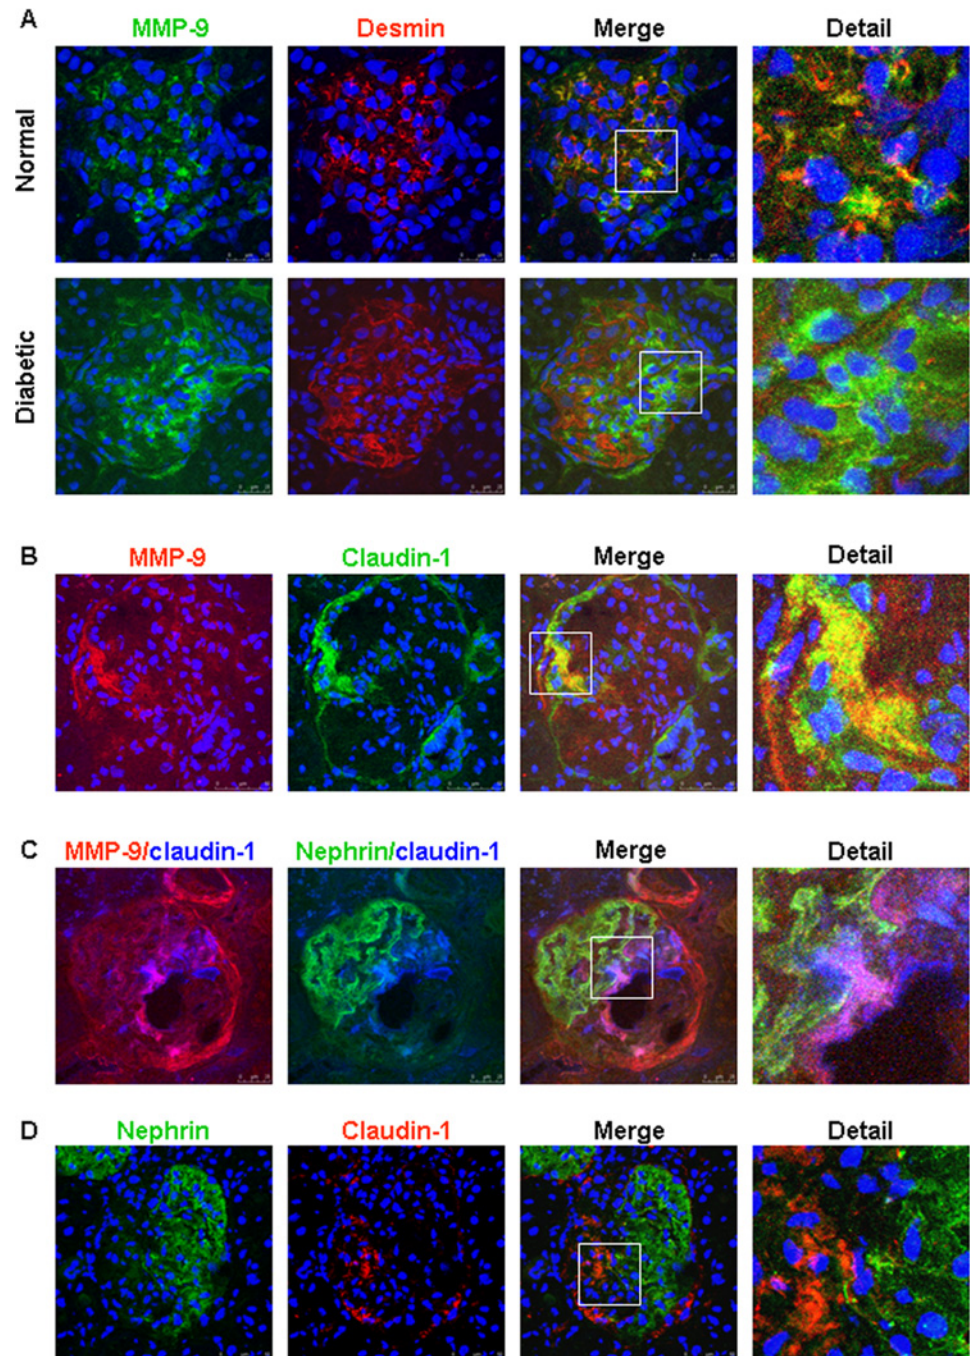 A
MMP-9 Desmin Merge Detail
Normal
Diabetic
B
MMP-9 Claudin-1 Merge Detail
C
MMP-9/claudin-1 Nephrin/claudin-1 Merge Detail
D
Nephrin Claudin-1 Merge Detail